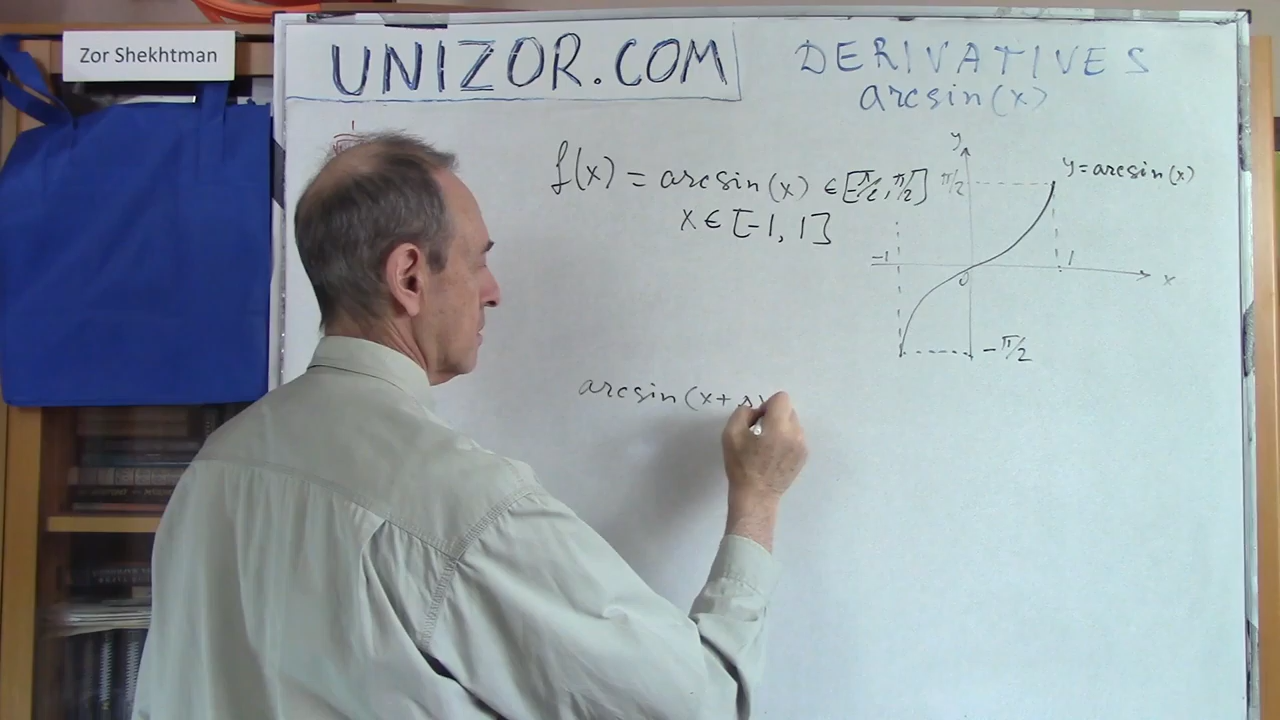 Zor Shekhtman
UNIZOR.COM
DERIVATIVES
arcsin(x)
f(x) = arcsin(x) ∈ [π/2, π/2]
x ∈ [-1, 1]
y
π/2
y=arcsin(x)
-1
0
1
x
-π/2
arcsin(x+